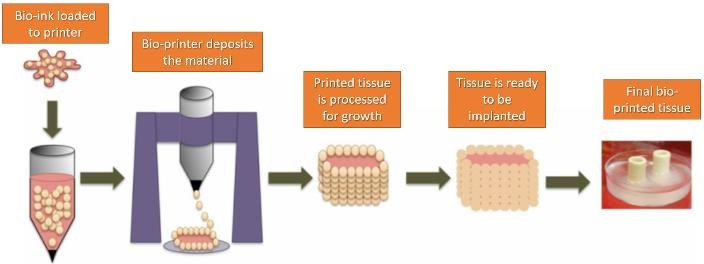 Bio-ink loaded
to printer
Bio-printer deposits
the material
Printed tissue
is processed
for growth
Tissue is ready
to be
implanted
Final bio-
printed tissue